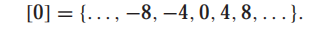 [0] = {..., −8, −4, 0, 4, 8, ...}.